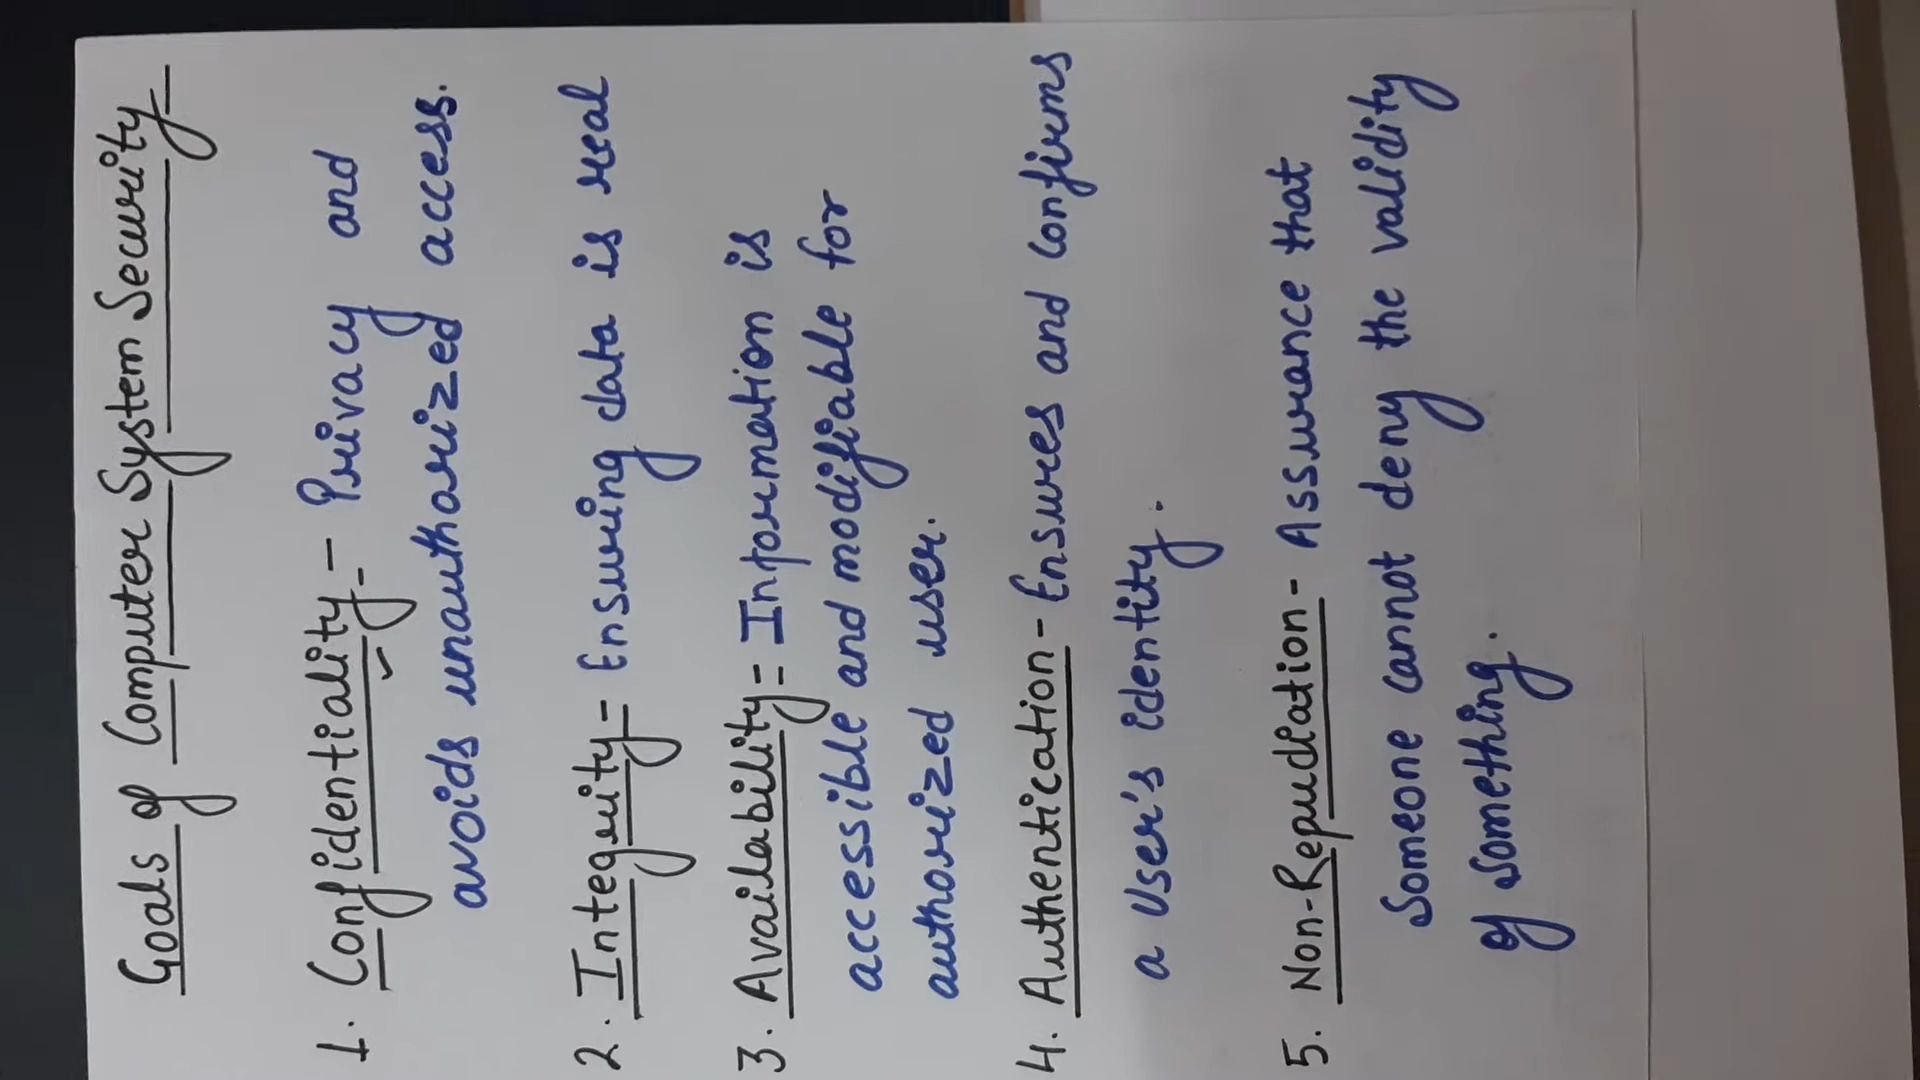 Goals of Computer System Security
1. Confidentiality - Privacy and
avoids unauthorized access.
2. Integrity = Ensuring data is real
3. Availability = Information is
accessible and modifiable for
authorized user.
4. Authentication - Ensures and confirms
a User's identity.
5. Non-Repudiation - Assurance that
Someone cannot deny the validity
of Something.